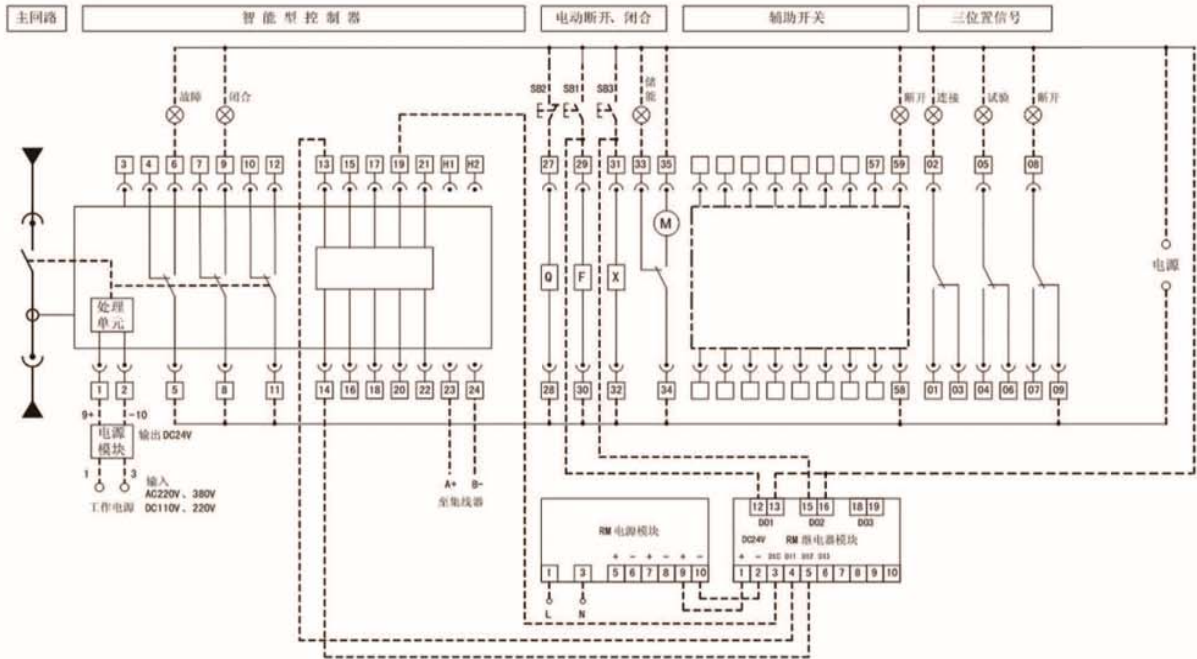 主回路 智能型控制器 电动断开、闭合 辅助开关 三位置信号
故障 闭合 SB2 SB1 SB3 储能 断开 连接 试验 断开
3 4 6 7 9 10 12 13 15 17 19 21 H1 H2 27 29 31 33 35 57 59 02 05 08
M
Q F X
电源
处理
单元
1 2 5 8 11 14 16 18 20 22 23 24 28 30 32 34 58 01 03 04 06 07 09
9+ -10
电源
模块
输出DC24V
1 3
输入
AC220V、380V
DC110V、220V
工作电源
A+ B-
至集线器
12 13 15 16 18 19
DO1 DO2 DO3
RM 电源模块
DC24V RM 继电器模块
+ - + - + -
+ - DIC DI1 DI2 DI3
1 3 5 6 7 8 9 10
1 2 3 4 5 6 7 8 9 10
L N